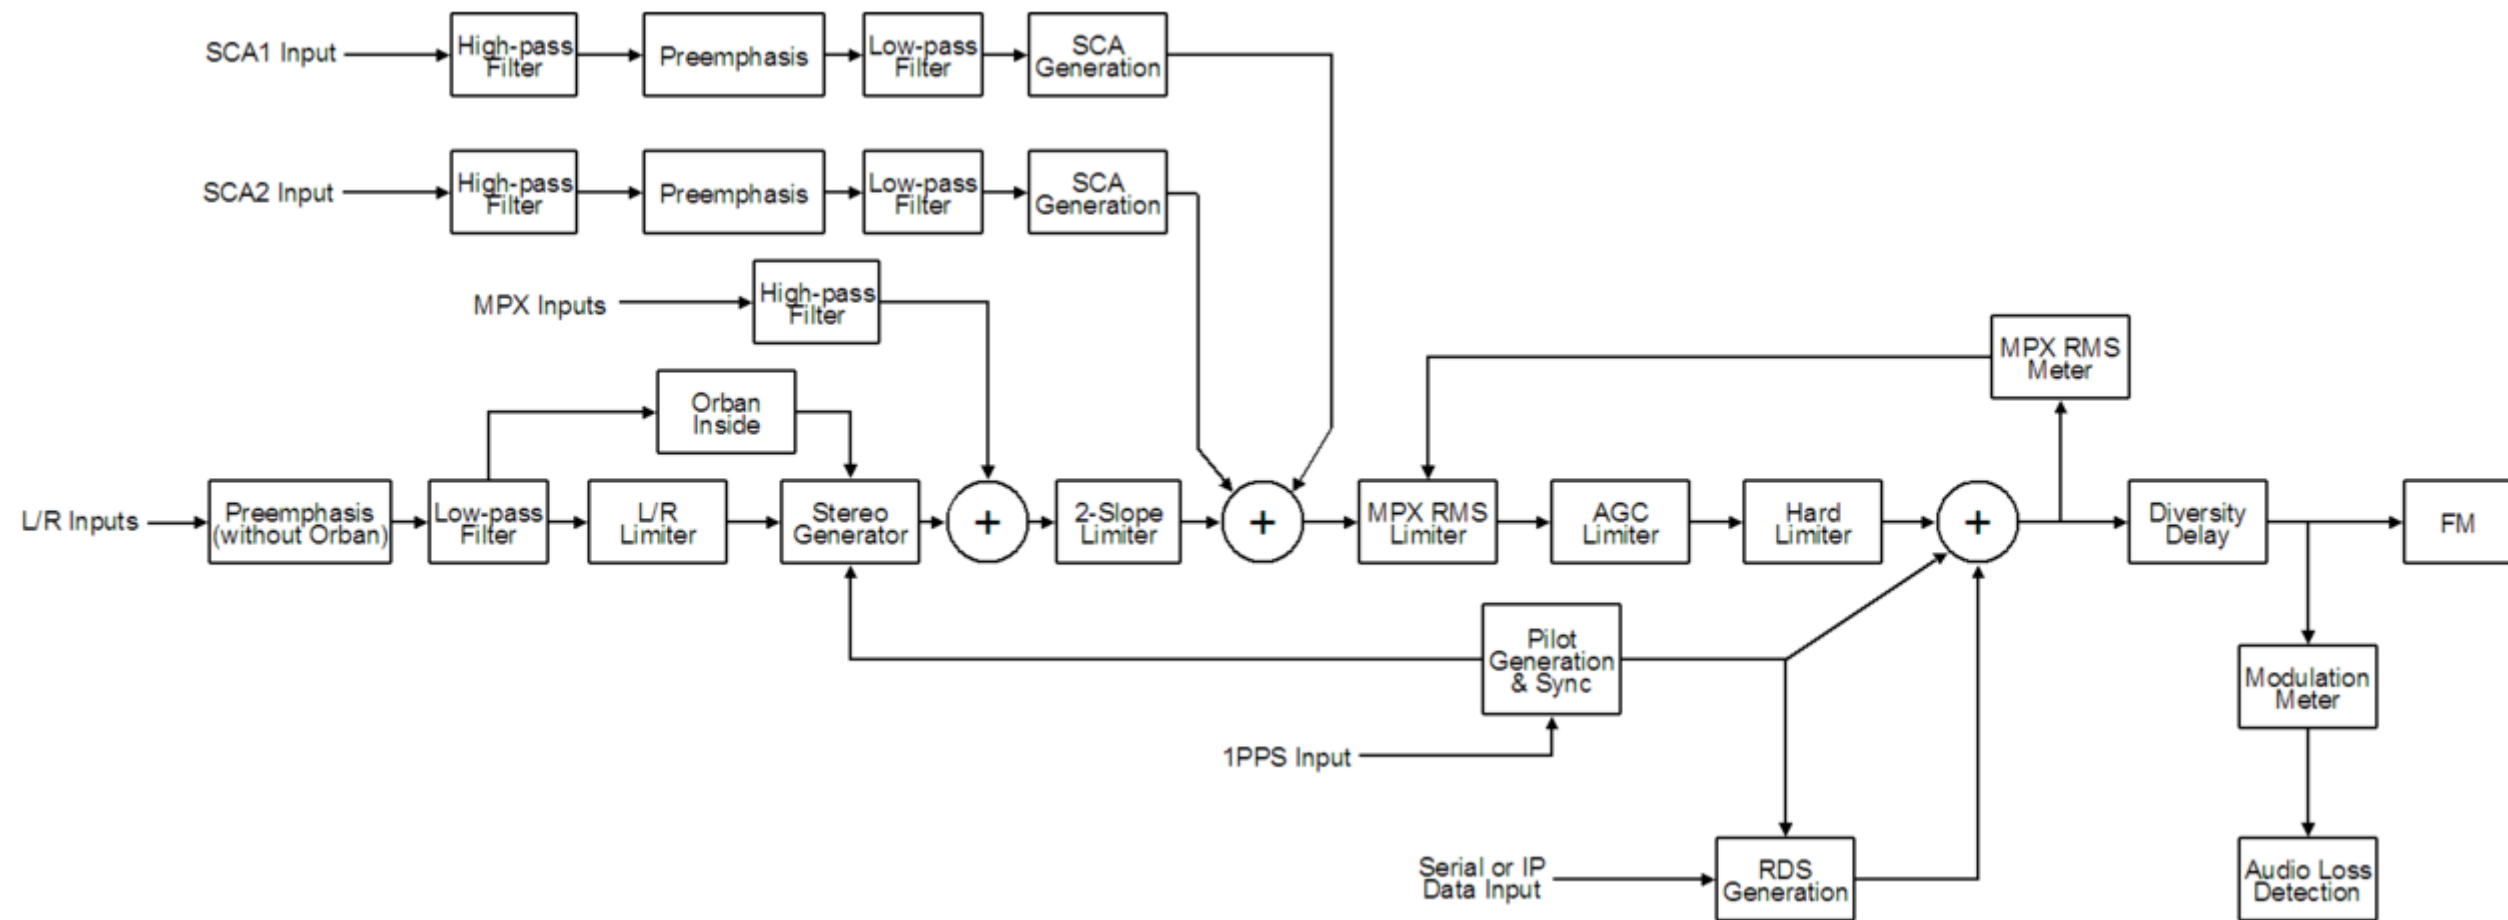 SCA1 Input
High-pass
Filter
Preemphasis
Low-pass
Filter
SCA
Generation
SCA2 Input
High-pass
Filter
Preemphasis
Low-pass
Filter
SCA
Generation
MPX Inputs
High-pass
Filter
MPX RMS
Meter
Orban
Inside
L/R Inputs
Preemphasis
(without Orban)
Low-pass
Filter
L/R
Limiter
Stereo
Generator
+
2-Slope
Limiter
+
MPX RMS
Limiter
AGC
Limiter
Hard
Limiter
+
Diversity
Delay
FM
Pilot
Generation
& Sync
Modulation
Meter
1PPS Input
Serial or IP
Data Input
RDS
Generation
Audio Loss
Detection